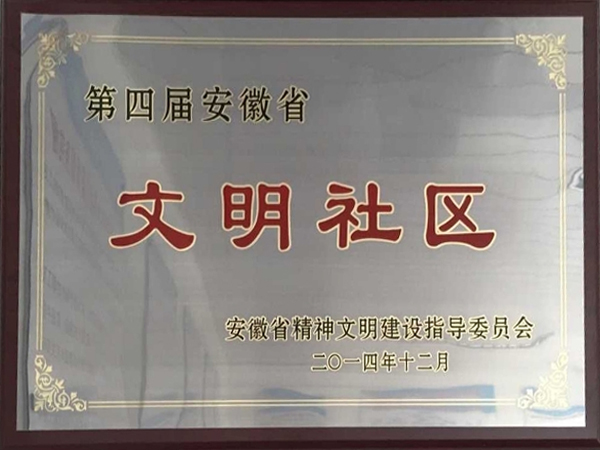 第四届安徽省
文明社区
安徽省精神文明建设指导委员会
二〇一四年十二月